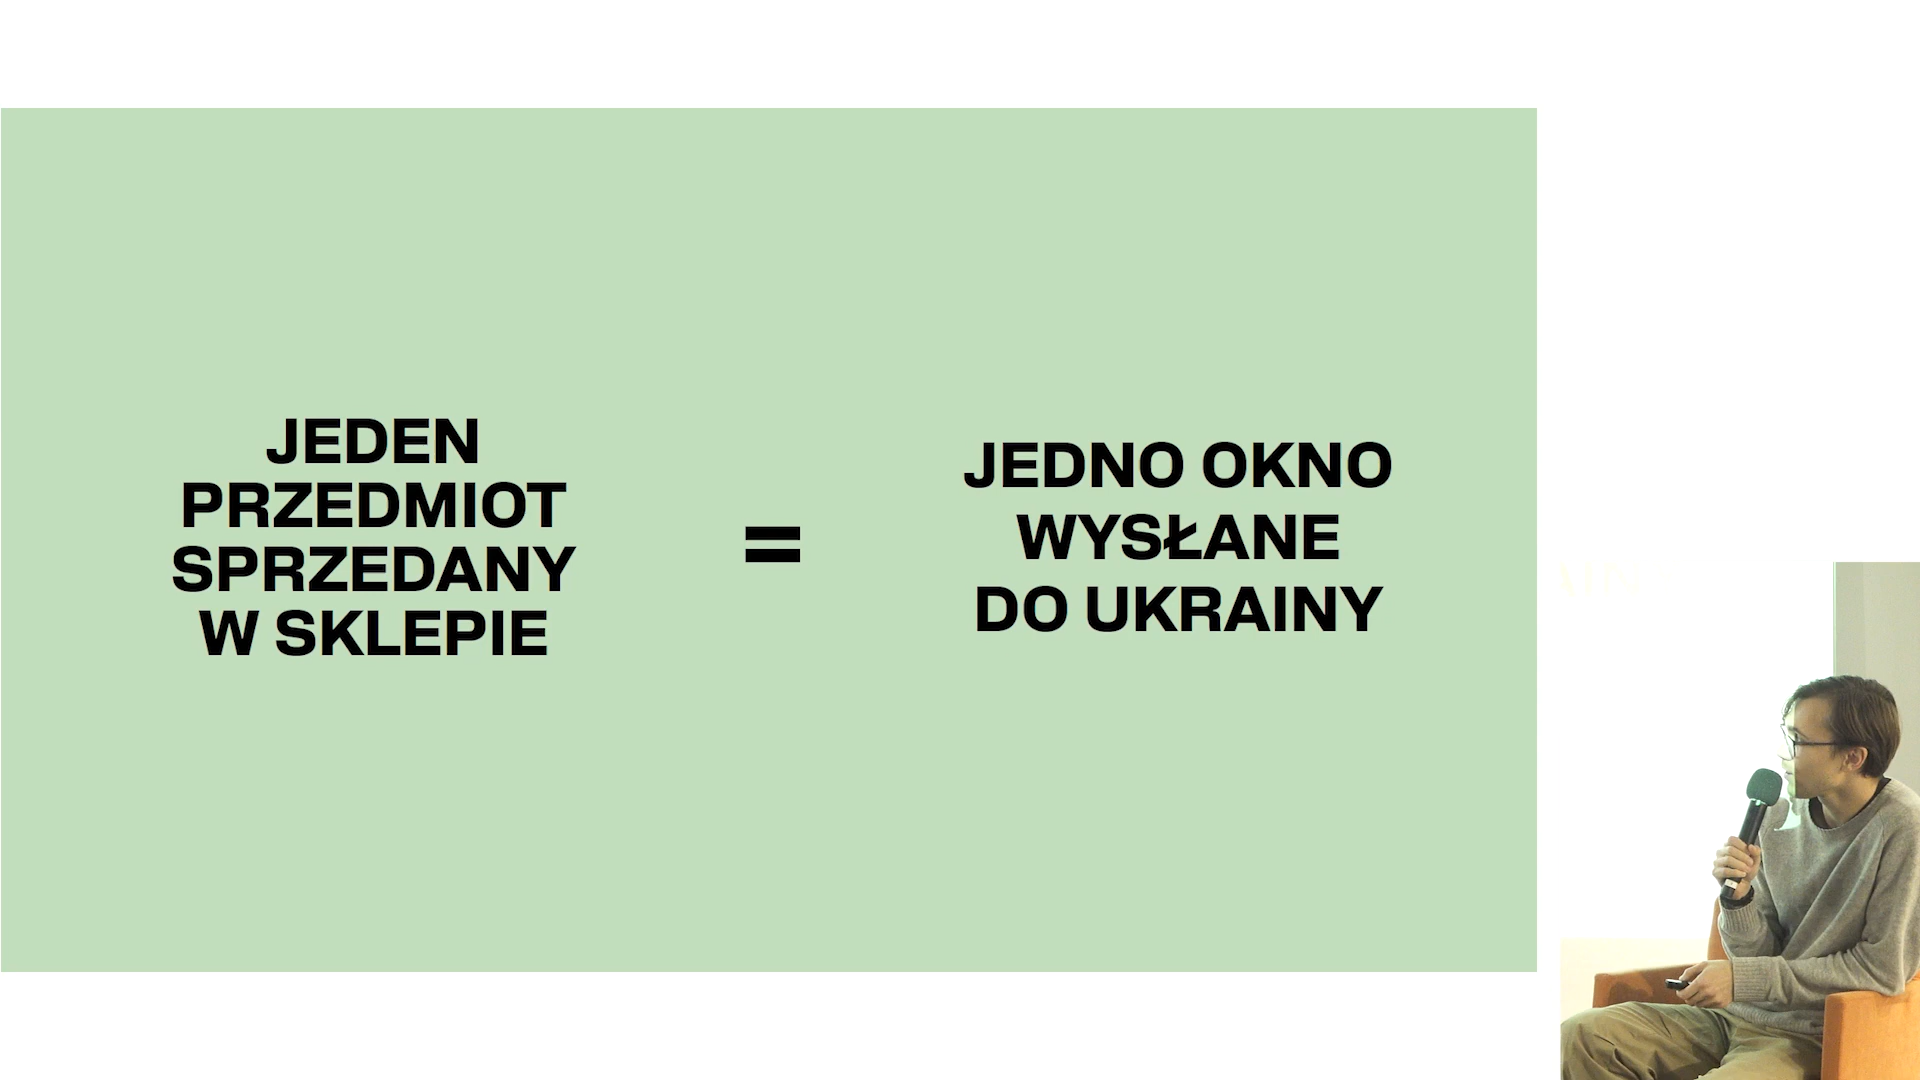 JEDEN
PRZEDMIOT
SPRZEDANY
W SKLEPIE
=
JEDNO OKNO
WYSŁANE
DO UKRAINY